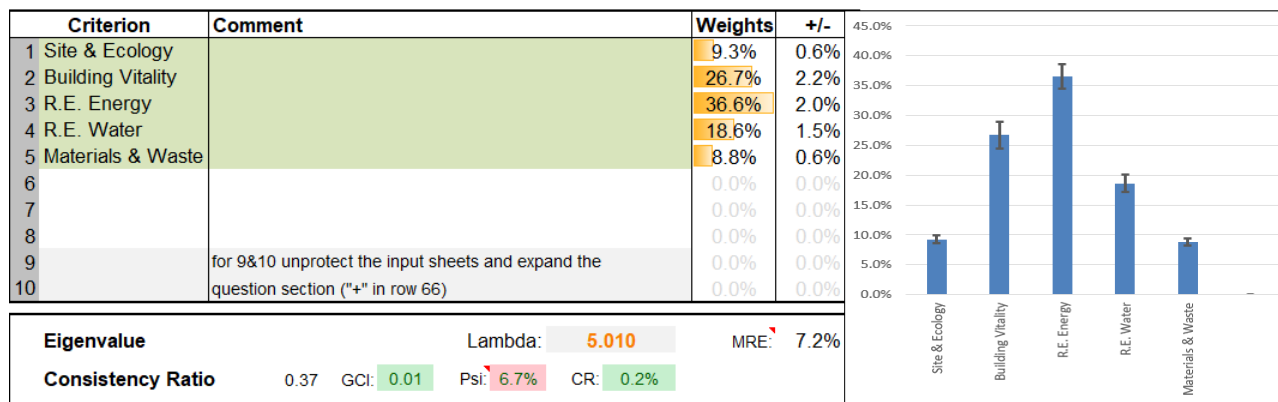 Criterion Comment Weights +/-
1 Site & Ecology 9.3% 0.6%
2 Building Vitality 26.7% 2.2%
3 R.E. Energy 36.6% 2.0%
4 R.E. Water 18.6% 1.5%
5 Materials & Waste 8.8% 0.6%
6 0.0% 0.0%
7 0.0% 0.0%
8 0.0% 0.0%
9 for 9&10 unprotect the input sheets and expand the 0.0% 0.0%
10 question section ("+" in row 66) 0.0% 0.0%
Eigenvalue Lambda: 5.010 MRE: 7.2%
Consistency Ratio 0.37 GCI: 0.01 Psi: 6.7% CR: 0.2%
45.0%
40.0%
35.0%
30.0%
25.0%
20.0%
15.0%
10.0%
5.0%
0.0%
Site & Ecology
Building Vitality
R.E. Energy
R.E. Water
Materials & Waste